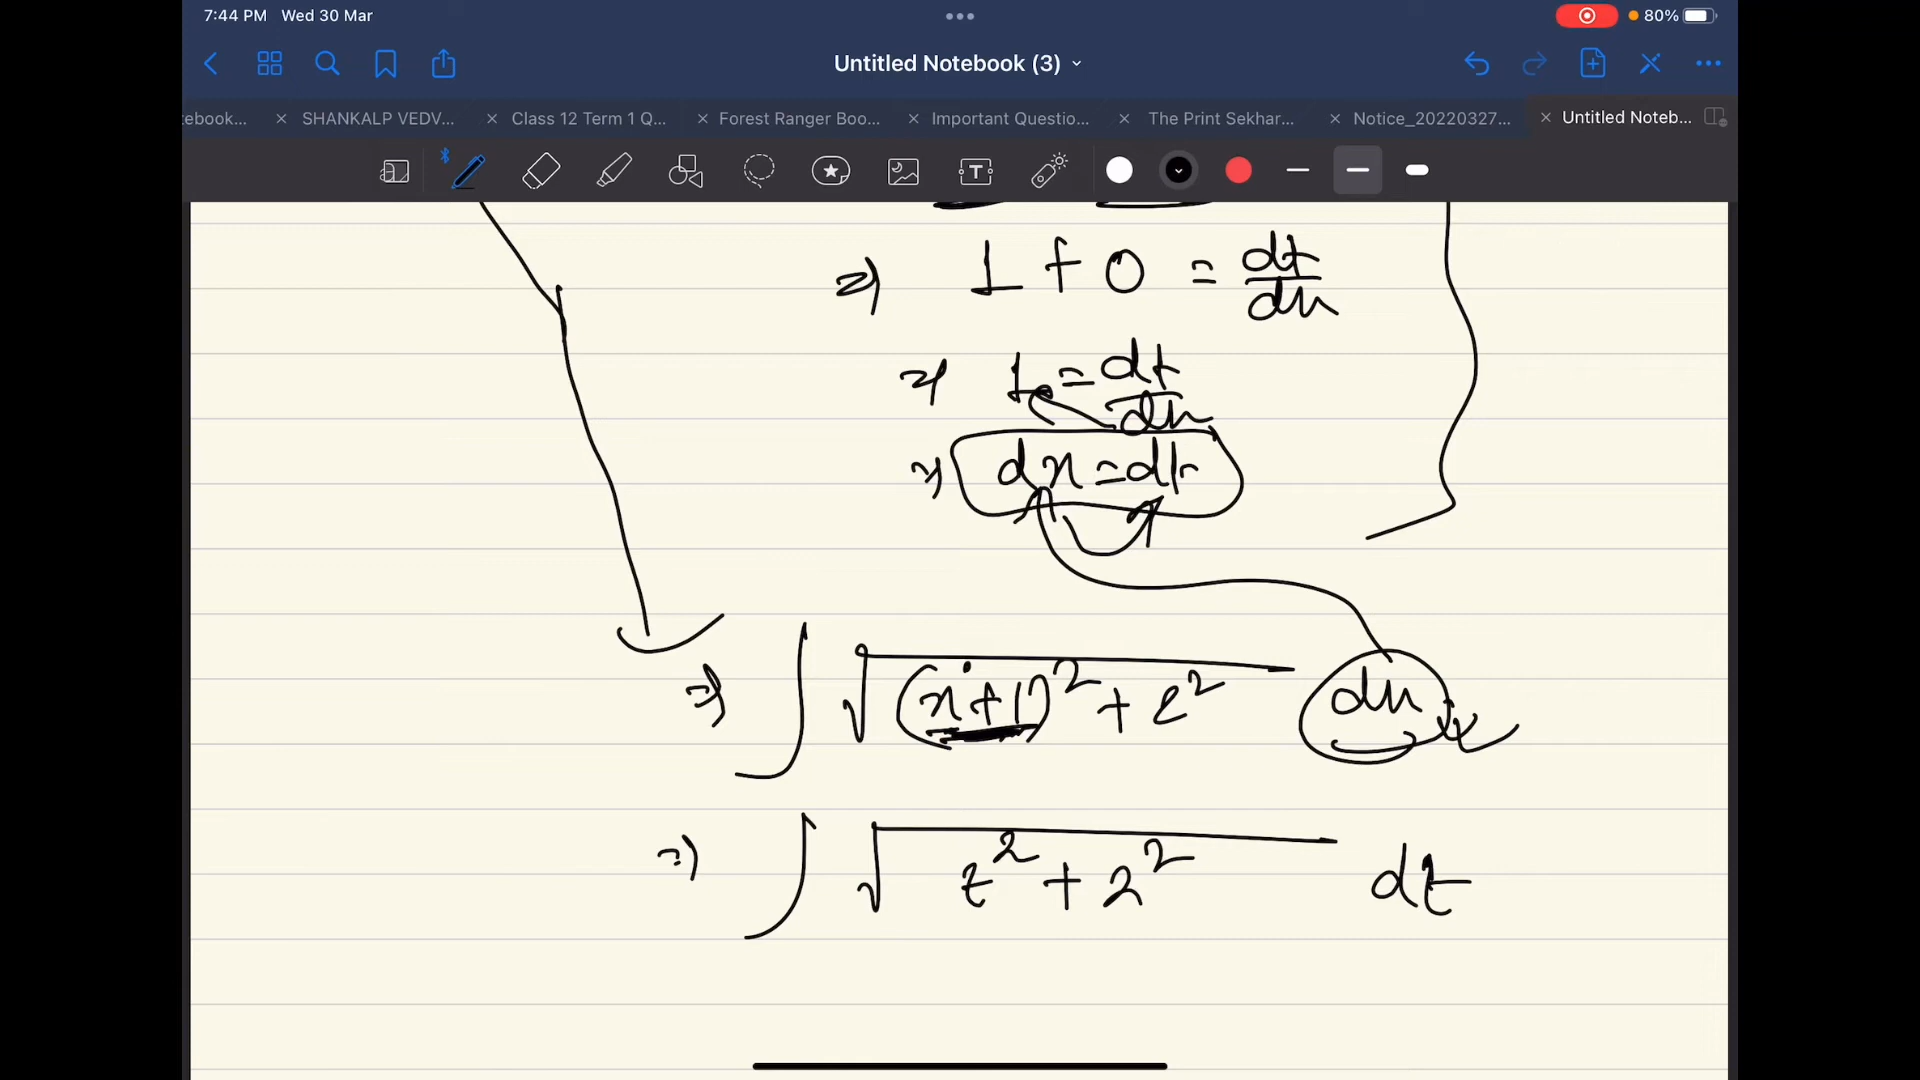 7:44 PM Wed 30 Mar 80%
Untitled Notebook (3)
tebook... SHANKALP VEDV... Class 12 Term 1 Q... Forest Ranger Boo... Important Questio... The Print Sekhar... Notice_20220327... Untitled Noteb...
⇒ 1 + 0 = dt/dx
⇒ 1 = dt/dx
⇒ dx = dt
⇒ ∫ √(x+1)² + 2² dx
⇒ ∫ √t² + 2² dt